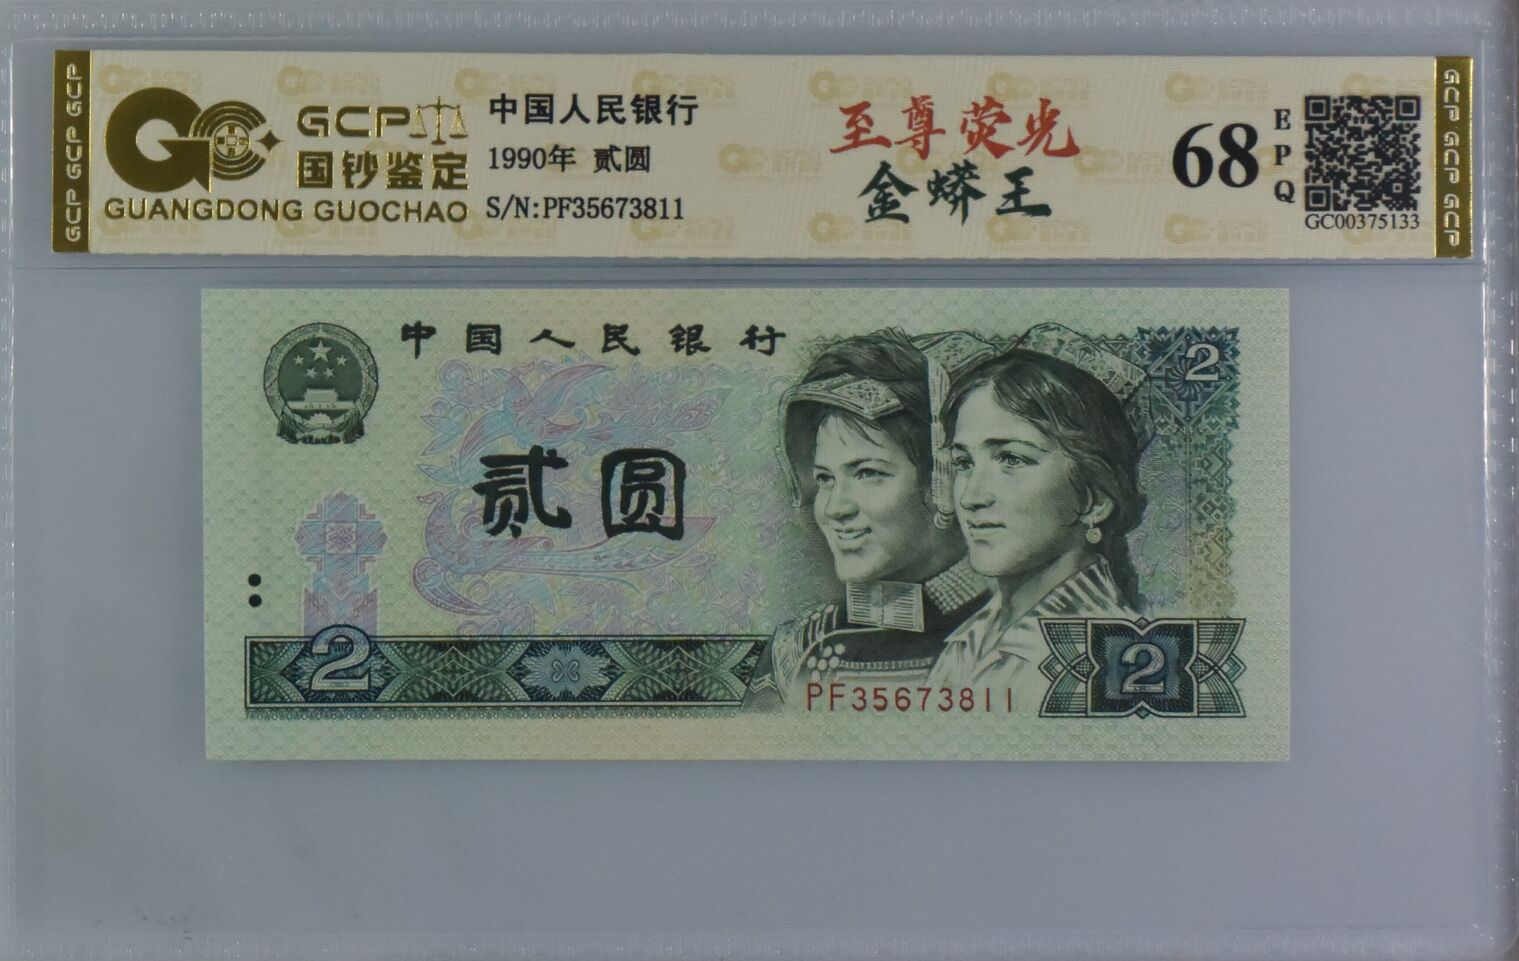 GCP GCP GCP
GCP
国钞鉴定
GUANGDONG GUOCHAO
中国人民银行
1990年 贰圆
S/N:PF35673811
至尊荧光
金蟒王
68
EPQ
GC00375133
GCP GCP GCP
中国人民银行
2
贰圆
2
2
PF35673811